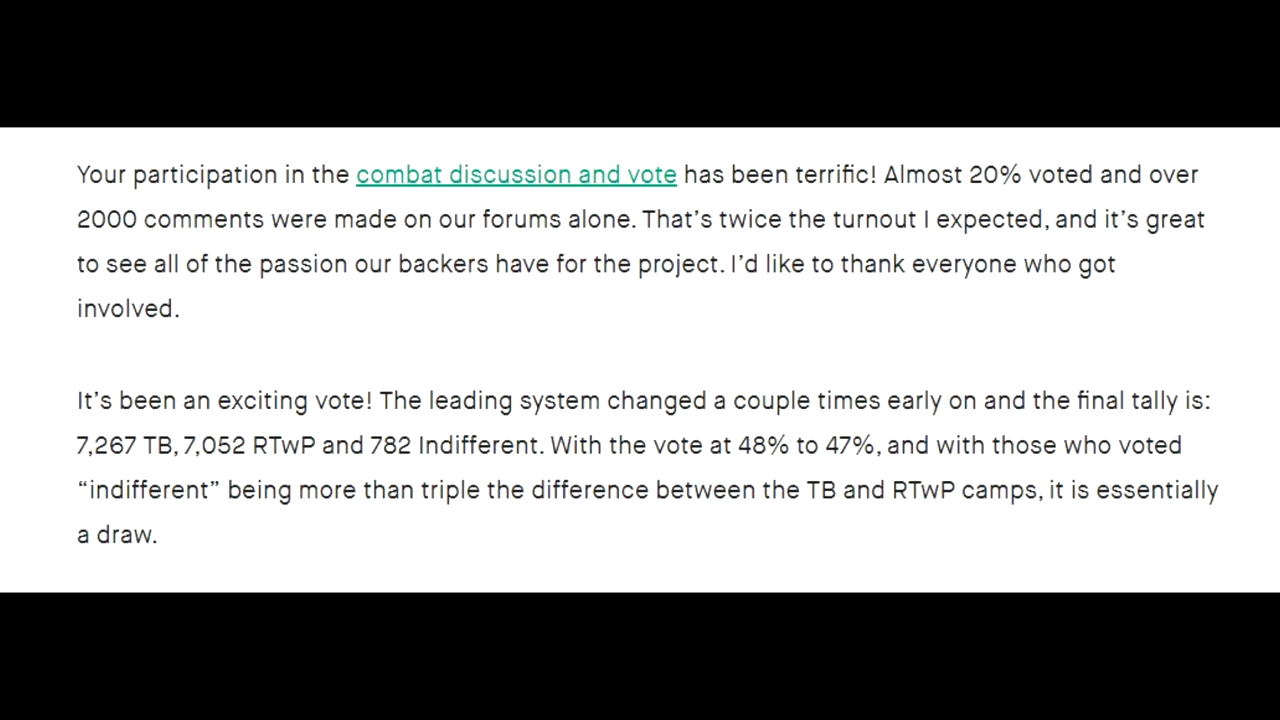 Your participation in the combat discussion and vote has been terrific! Almost 20% voted and over
2000 comments were made on our forums alone. That’s twice the turnout I expected, and it’s great
to see all of the passion our backers have for the project. I’d like to thank everyone who got
involved.
It’s been an exciting vote! The leading system changed a couple times early on and the final tally is:
7,267 TB, 7,052 RTwP and 782 Indifferent. With the vote at 48% to 47%, and with those who voted
“indifferent” being more than triple the difference between the TB and RTwP camps, it is essentially
a draw.